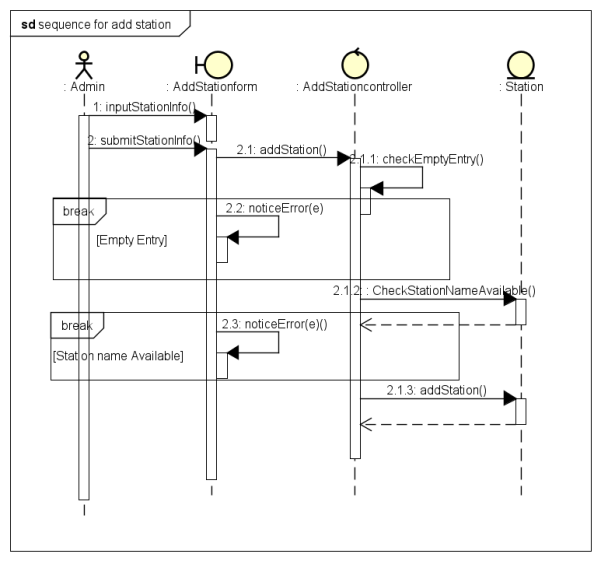 sd sequence for add station
: Admin
: AddStationform
: AddStationcontroller
: Station
1: inputStationInfo()
2: submitStationInfo()
2.1: addStation()
2.1.1: checkEmptyEntry()
break
2.2: noticeError(e)
[Empty Entry]
2.1.2: : CheckStationNameAvailable()
break
2.3: noticeError(e)()
[Station name Available]
2.1.3: addStation()